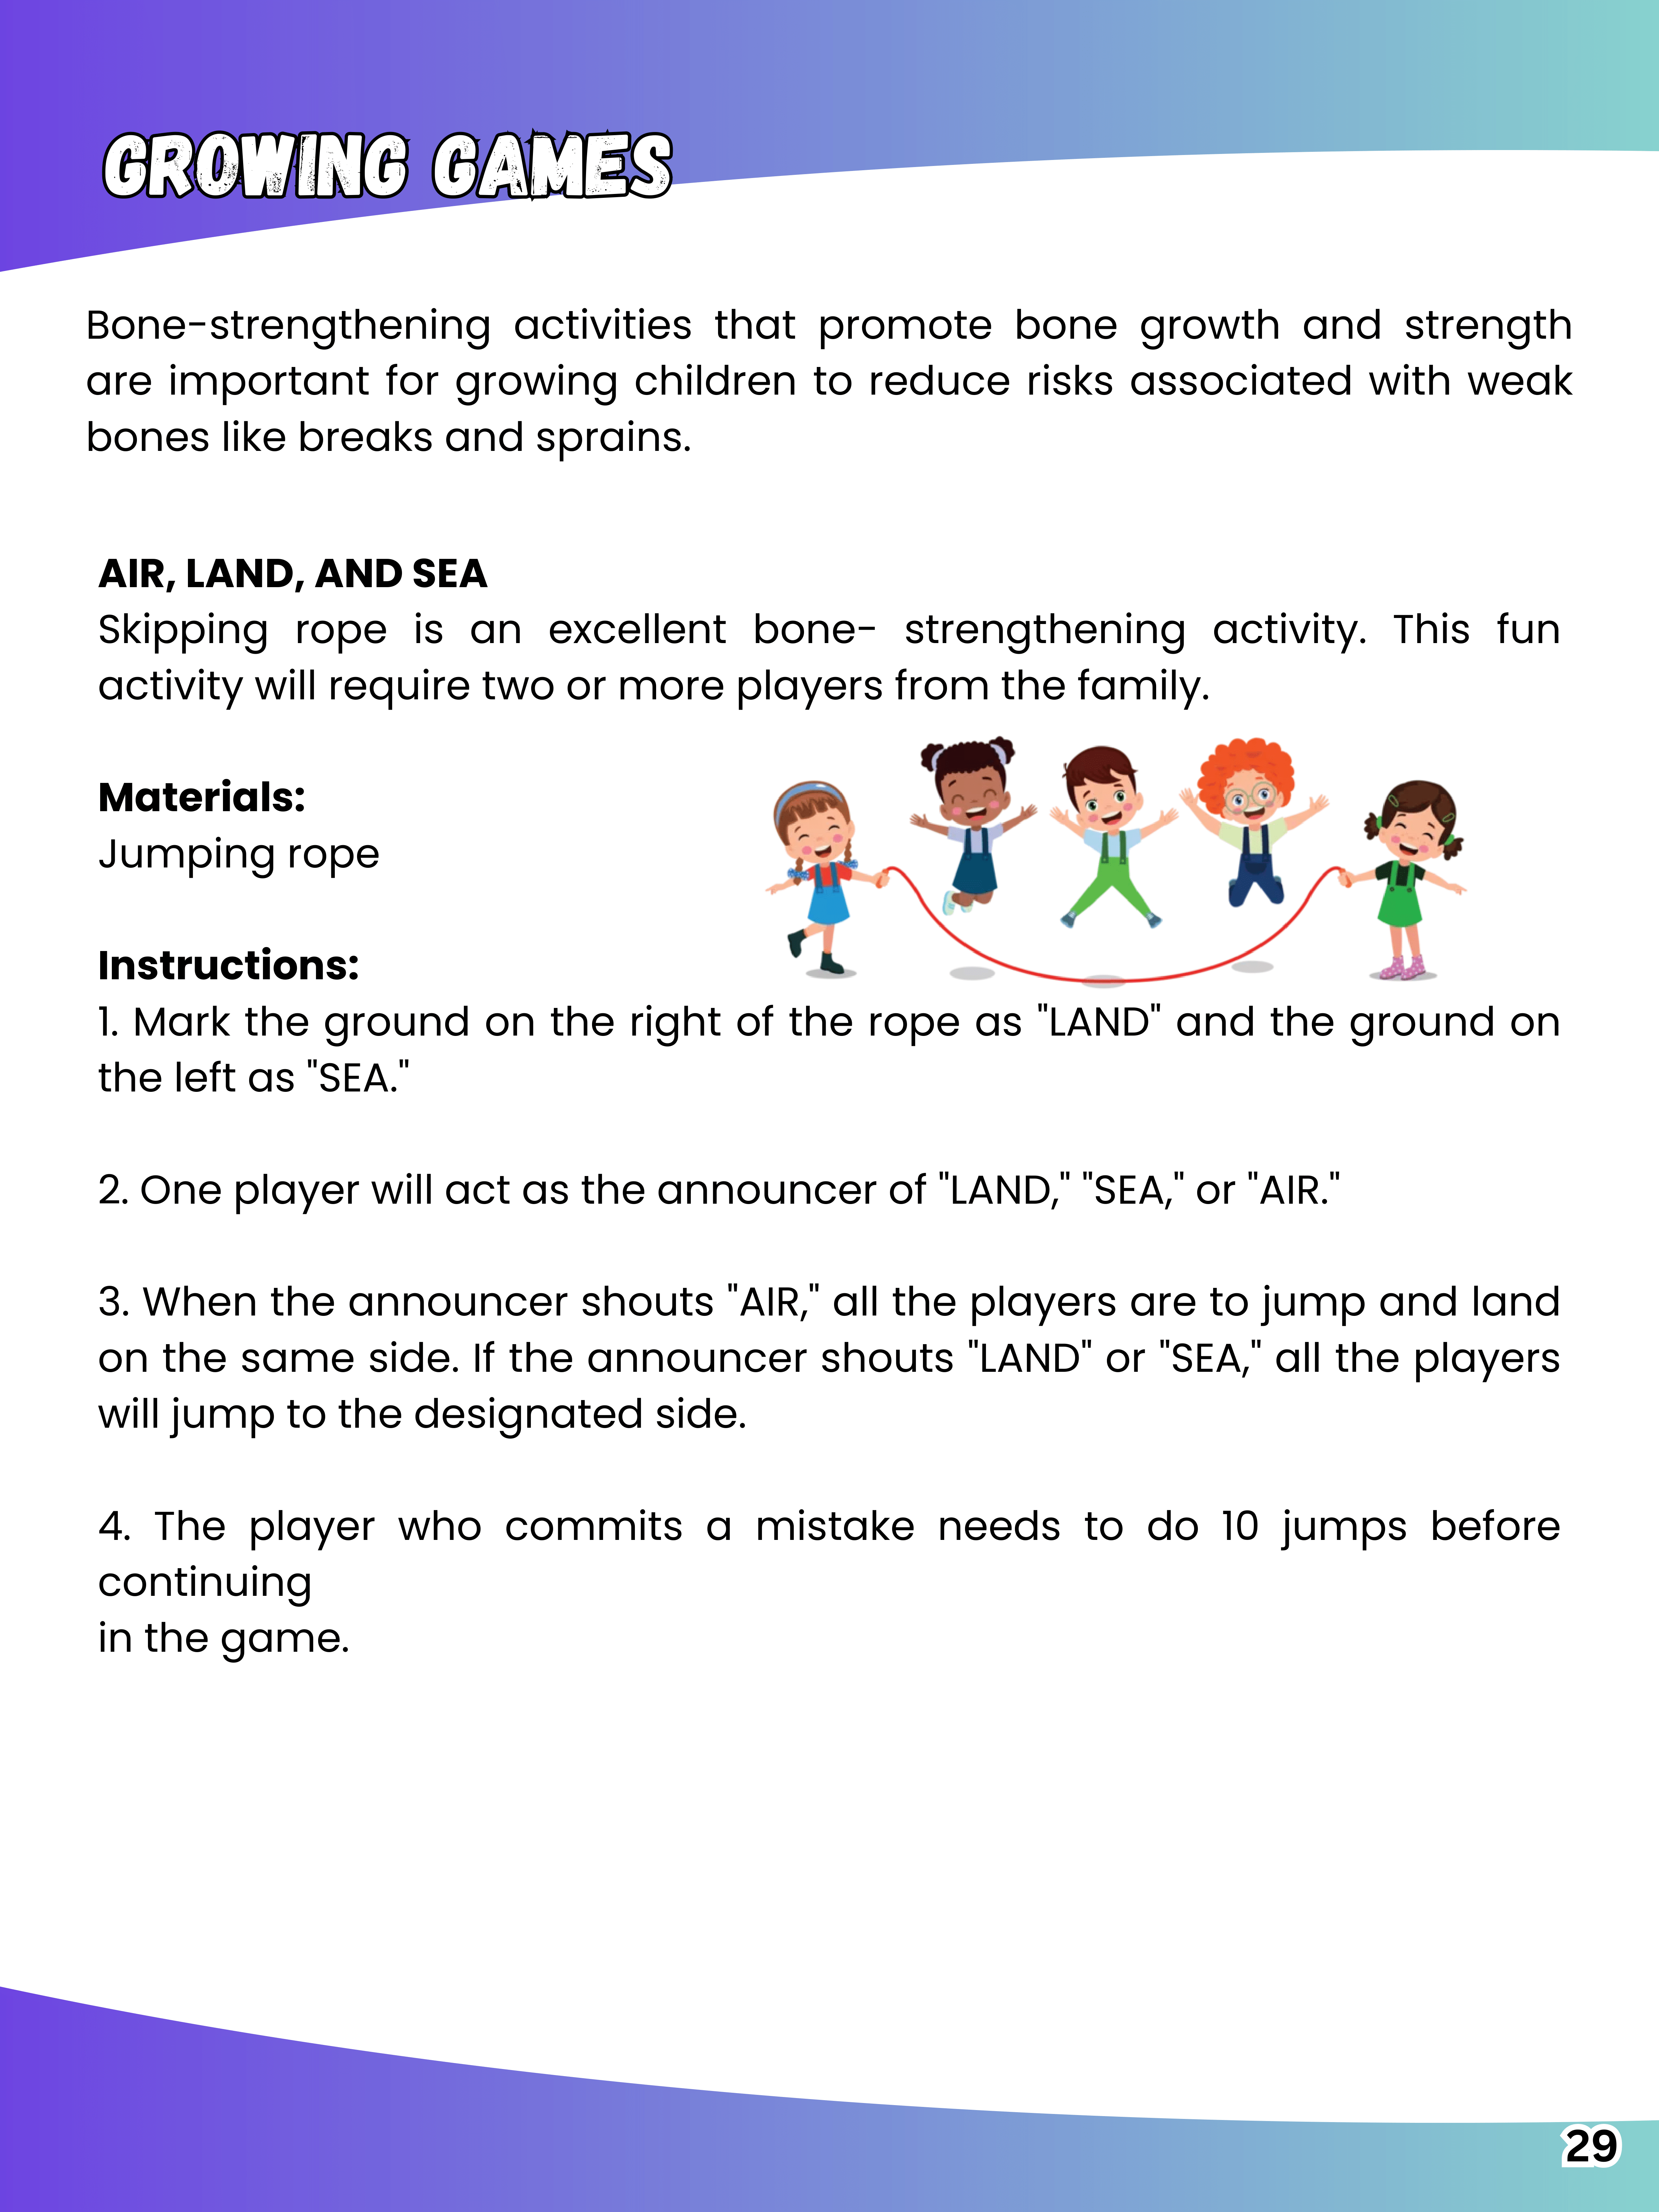 GROWING GAMES
Bone-strengthening activities that promote bone growth and strength
are important for growing children to reduce risks associated with weak
bones like breaks and sprains.
AIR, LAND, AND SEA
Skipping rope is an excellent bone- strengthening activity. This fun
activity will require two or more players from the family.
Materials:
Jumping rope
Instructions:
1. Mark the ground on the right of the rope as "LAND" and the ground on
the left as "SEA."
2. One player will act as the announcer of "LAND," "SEA," or "AIR."
3. When the announcer shouts "AIR," all the players are to jump and land
on the same side. If the announcer shouts "LAND" or "SEA," all the players
will jump to the designated side.
4. The player who commits a mistake needs to do 10 jumps before
continuing
in the game.
29